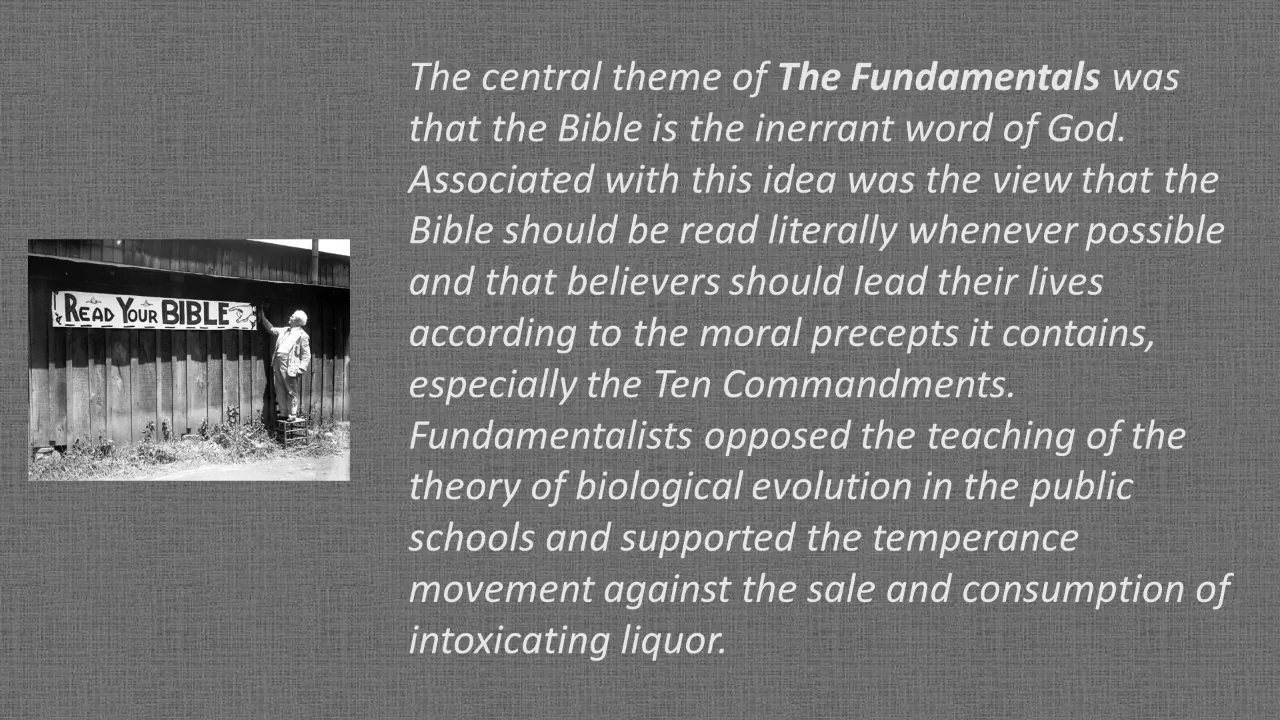 READ YOUR BIBLE
The central theme of The Fundamentals was
that the Bible is the inerrant word of God.
Associated with this idea was the view that the
Bible should be read literally whenever possible
and that believers should lead their lives
according to the moral precepts it contains,
especially the Ten Commandments.
Fundamentalists opposed the teaching of the
theory of biological evolution in the public
schools and supported the temperance
movement against the sale and consumption of
intoxicating liquor.